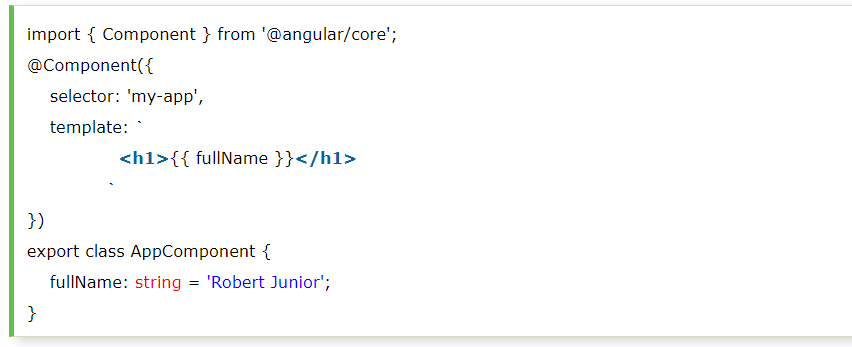 import { Component } from '@angular/core';
@Component({
selector: 'my-app',
template: `
<h1>{{ fullName }}</h1>
`
})
export class AppComponent {
fullName: string = 'Robert Junior';
}